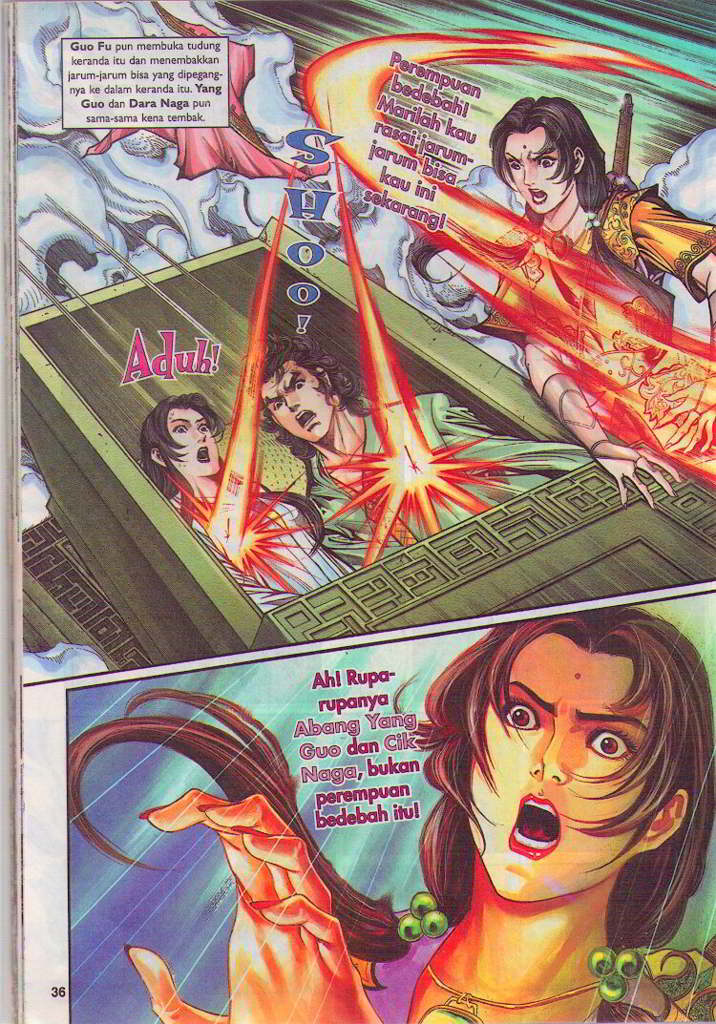 Guo Fu pun membuka tudung
keranda itu dan menembakkan
jarum-jarum bisa yang dipegang-
nya ke dalam keranda itu. Yang
Guo dan Dara Naga pun
sama-sama kena tembak.
Perempuan
bedebah!
Marilah kau
rasai jarum-
jarum bisa
kau ini
sekarang!
SHOOO!
Aduh!
Ah! Rupa-
rupanya
Abang Yang
Guo dan Cik
Naga, bukan
perempuan
bedebah itu!
36